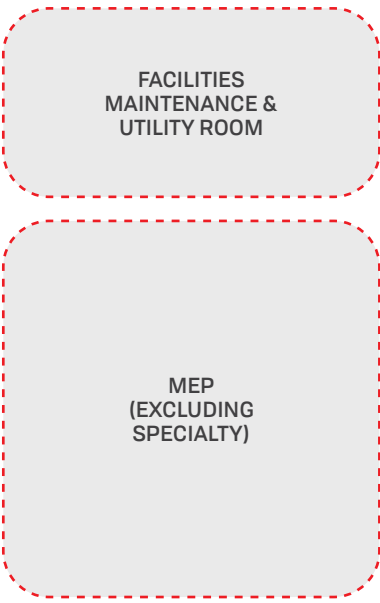 FACILITIES
MAINTENANCE &
UTILITY ROOM
MEP
(EXCLUDING
SPECIALTY)